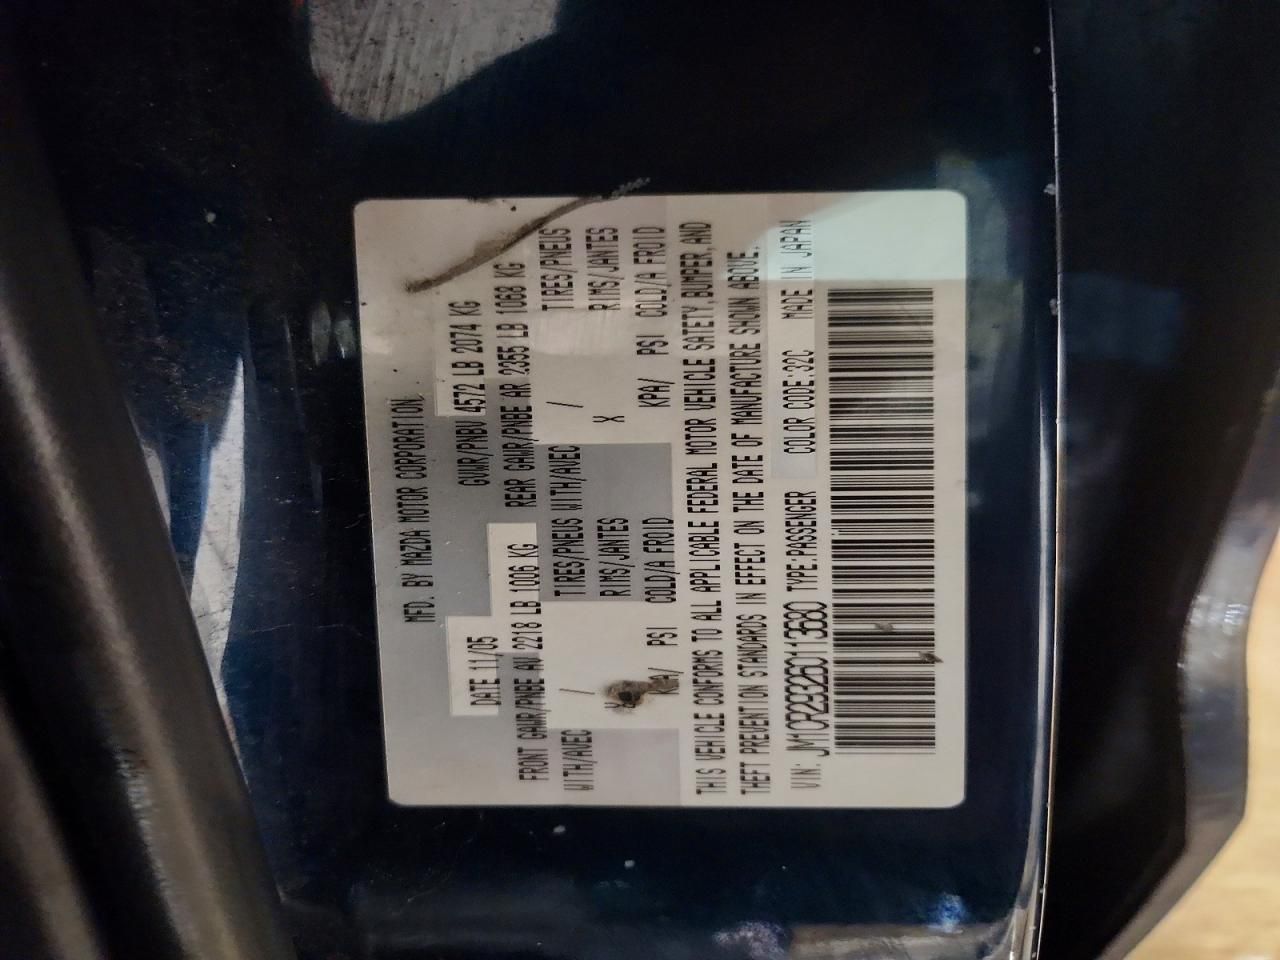 MFD. BY MAZDA MOTOR CORPORATION.
DATE 11/05 GVWR/PNBV 4572 LB 2074 KG
FRONT GAWR/PNBE AV 2218 LB 1006 KG REAR GAWR/PNBE AR 2355 LB 1068 KG
WITH/AVEC / TIRES/PNEUS WITH/AVEC / TIRES/PNEUS
X RIMS/JANTES X RIMS/JANTES
KPA/ PSI COLD/A FROID KPA/ PSI COLD/A FROID
THIS VEHICLE CONFORMS TO ALL APPLICABLE FEDERAL MOTOR VEHICLE SAFETY,BUMPER,AND
THEFT PREVENTION STANDARDS IN EFFECT ON THE DATE OF MANUFACTURE SHOWN ABOVE.
VIN: JM1CR293260113680 TYPE:PASSENGER COLOR CODE:32C MADE IN JAPAN